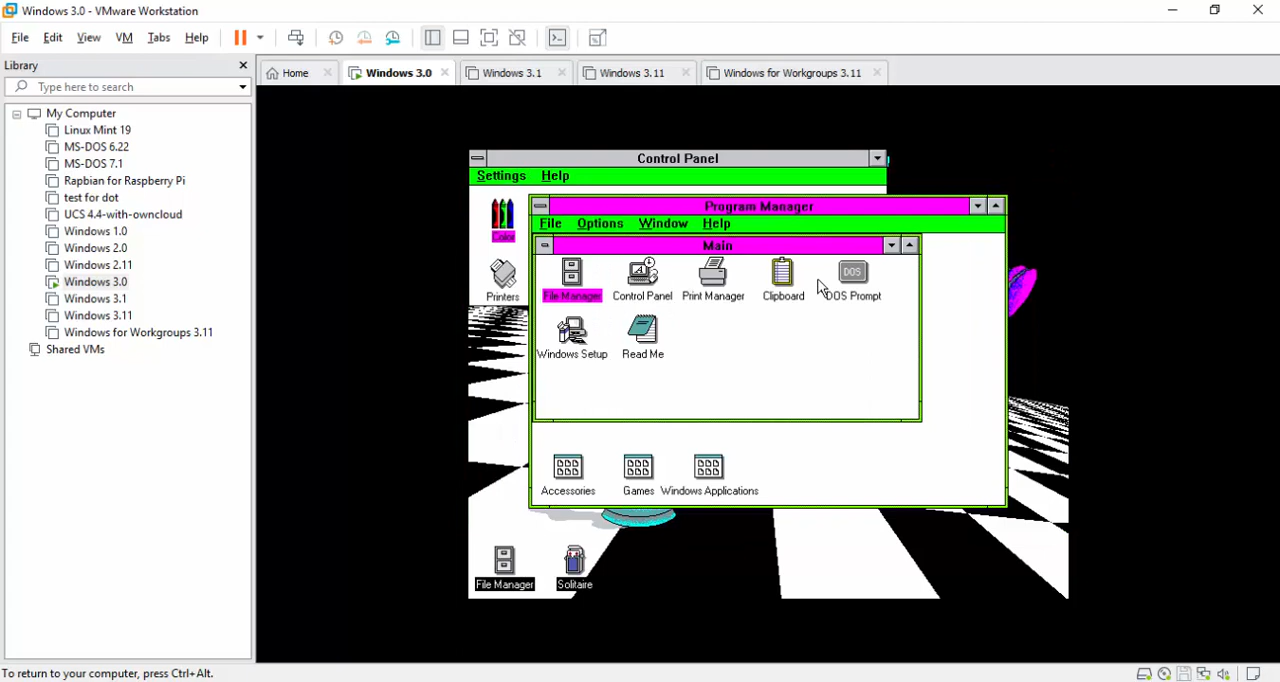 Windows 3.0 - VMware Workstation
File Edit View VM Tabs Help
Library
Type here to search
My Computer
Linux Mint 19
MS-DOS 6.22
MS-DOS 7.1
Rapbian for Raspberry Pi
test for dot
UCS 4.4-with-owncloud
Windows 1.0
Windows 2.0
Windows 2.11
Windows 3.0
Windows 3.1
Windows 3.11
Windows for Workgroups 3.11
Shared VMs
Home Windows 3.0 Windows 3.1 Windows 3.11 Windows for Workgroups 3.11
Control Panel
Settings Help
Color
Printers
Program Manager
File Options Window Help
Main
File Manager Control Panel Print Manager Clipboard DOS Prompt
DOS
Windows Setup Read Me
Accessories Games Windows Applications
File Manager Solitaire
To return to your computer, press Ctrl+Alt.